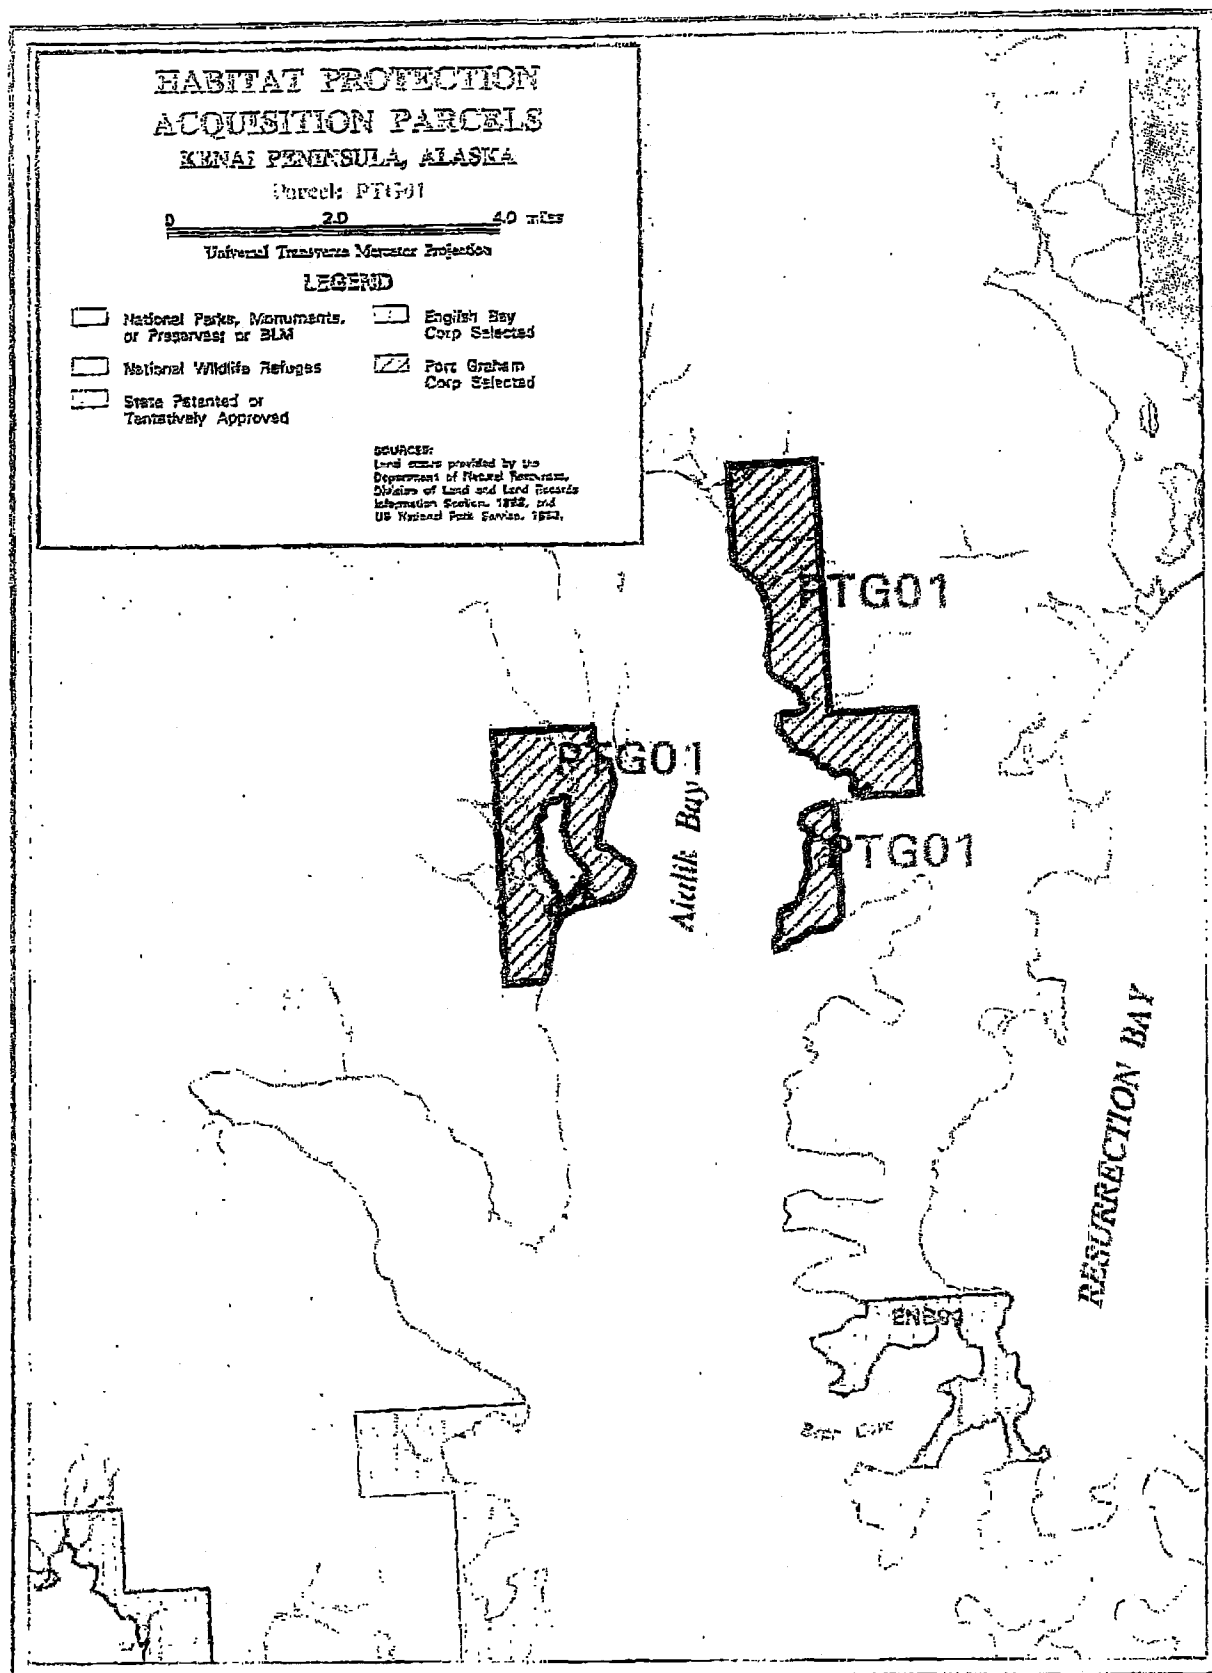 HABITAT PROTECTION
ACQUISITION PARCELS
KENAI PENINSULA, ALASKA
Parcel: PTG01
0 2.0 4.0 miles
Universal Transverse Mercator Projection
LEGEND
National Parks, Monuments,
or Preserves; or BLM
National Wildlife Refuges
State Patented or
Tentatively Approved
English Bay
Corp Selected
Port Graham
Corp Selected
SOURCES:
Land status provided by the
Department of Natural Resources,
Division of Land and Land Records
Information Section, and
US National Park Service,
PTG01
PTG01
Aialik Bay
PTG01
RESURRECTION BAY
Cove